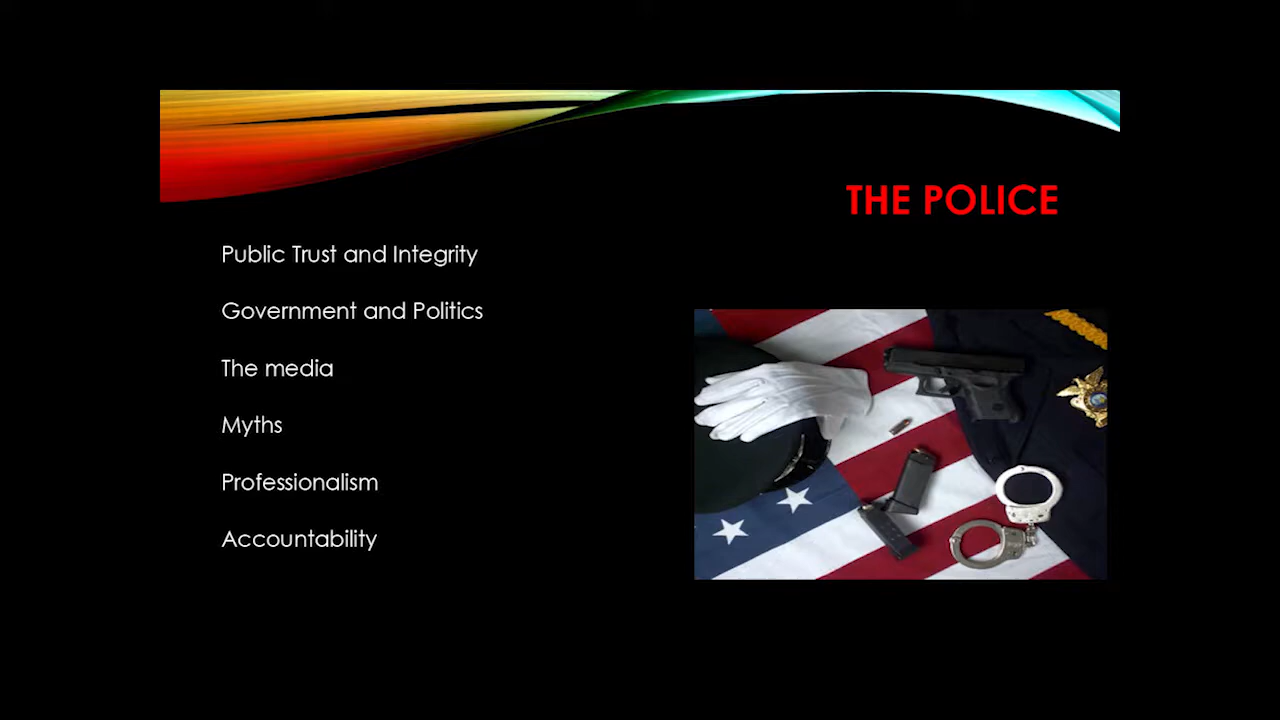 THE POLICE
Public Trust and Integrity
Government and Politics
The media
Myths
Professionalism
Accountability